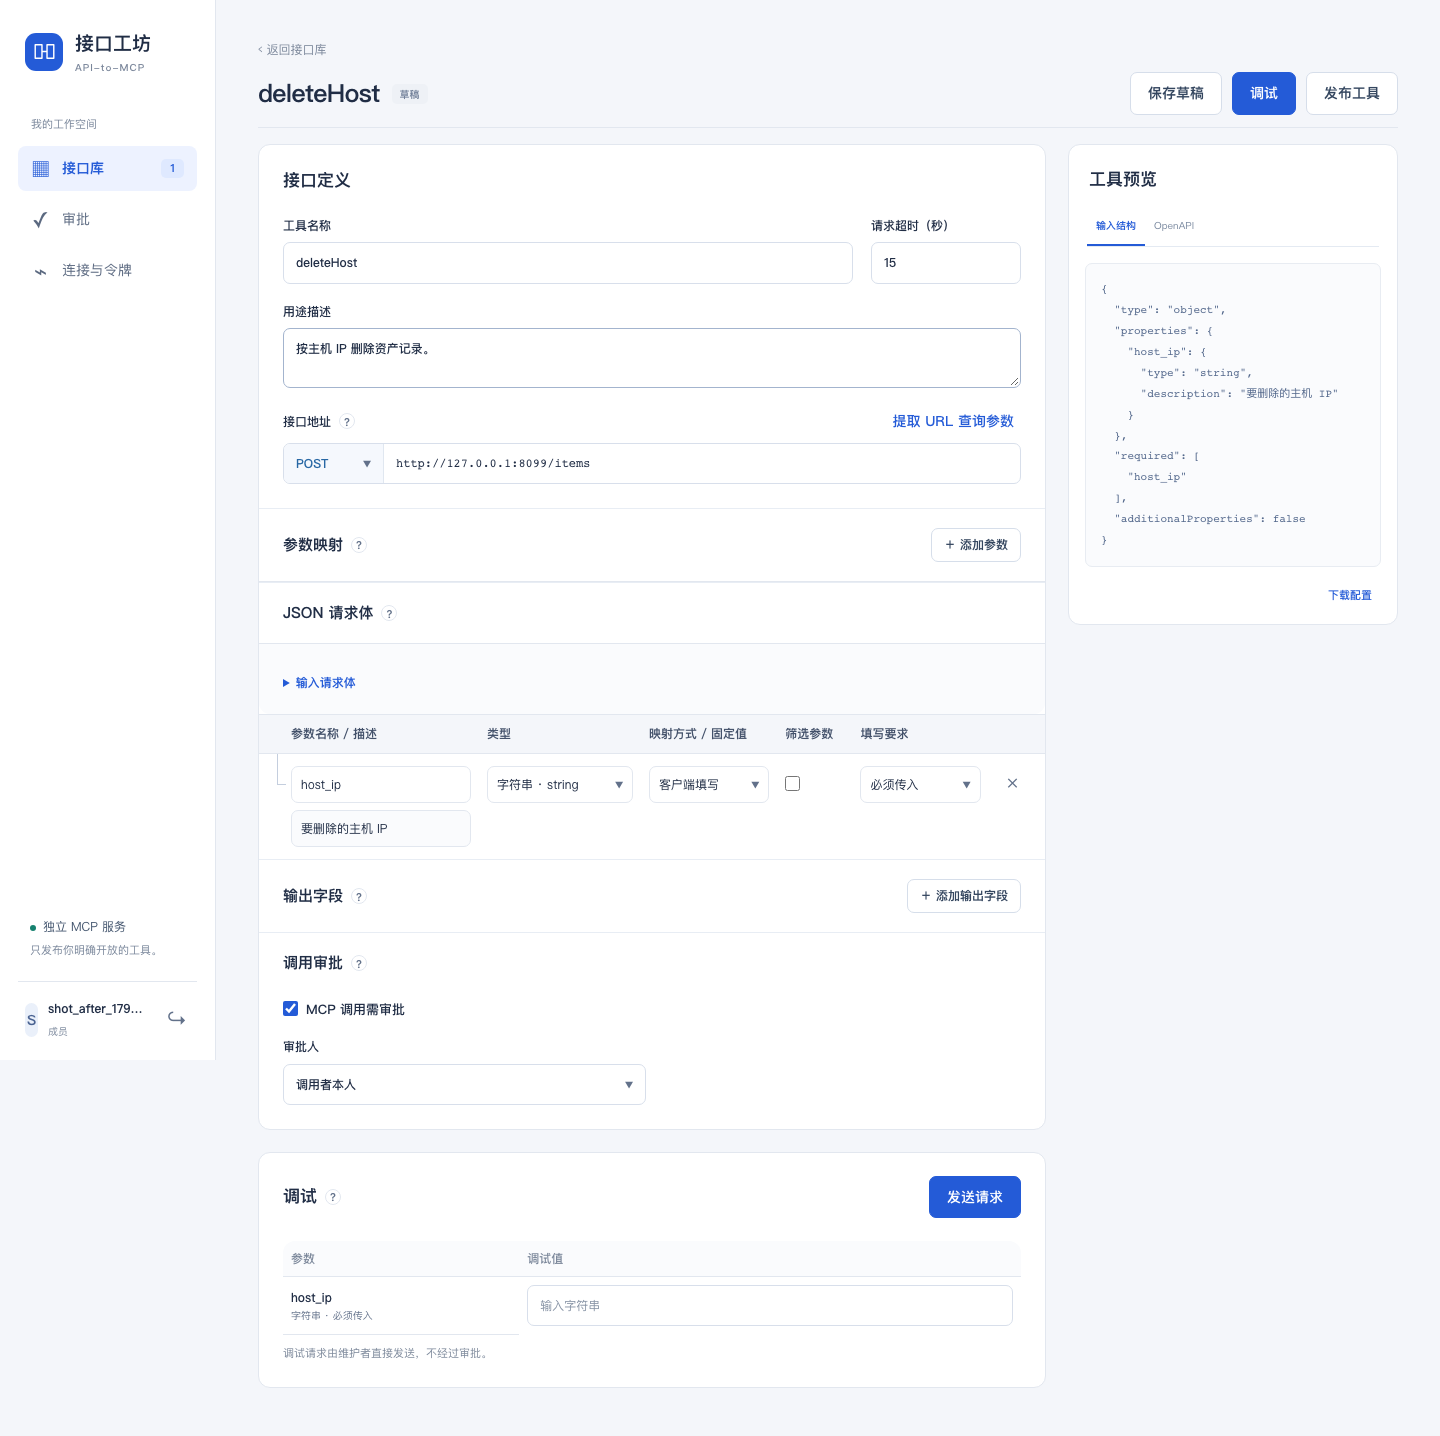 接口工坊
API-to-MCP
我的工作空间
接口库
1
审批
连接与令牌
独立 MCP 服务
只发布你明确开放的工具。
S
shot_after_179...
成员
‹ 返回接口库
deleteHost
草稿
保存草稿
调试
发布工具
接口定义
工具名称
请求超时（秒）
deleteHost
15
用途描述
按主机 IP 删除资产记录。
接口地址 ?
提取 URL 查询参数
POST
http://127.0.0.1:8099/items
参数映射 ?
+ 添加参数
JSON 请求体 ?
输入请求体
参数名称 / 描述
类型
映射方式 / 固定值
筛选参数
填写要求
host_ip
字符串 · string
客户端填写
必须传入
×
要删除的主机 IP
输出字段 ?
+ 添加输出字段
调用审批 ?
MCP 调用需审批
审批人
调用者本人
调试 ?
发送请求
参数
调试值
host_ip
字符串 · 必须传入
输入字符串
调试请求由维护者直接发送，不经过审批。
工具预览
输入结构
OpenAPI
{
"type": "object",
"properties": {
"host_ip": {
"type": "string",
"description": "要删除的主机 IP"
}
},
"required": [
"host_ip"
],
"additionalProperties": false
}
下载配置